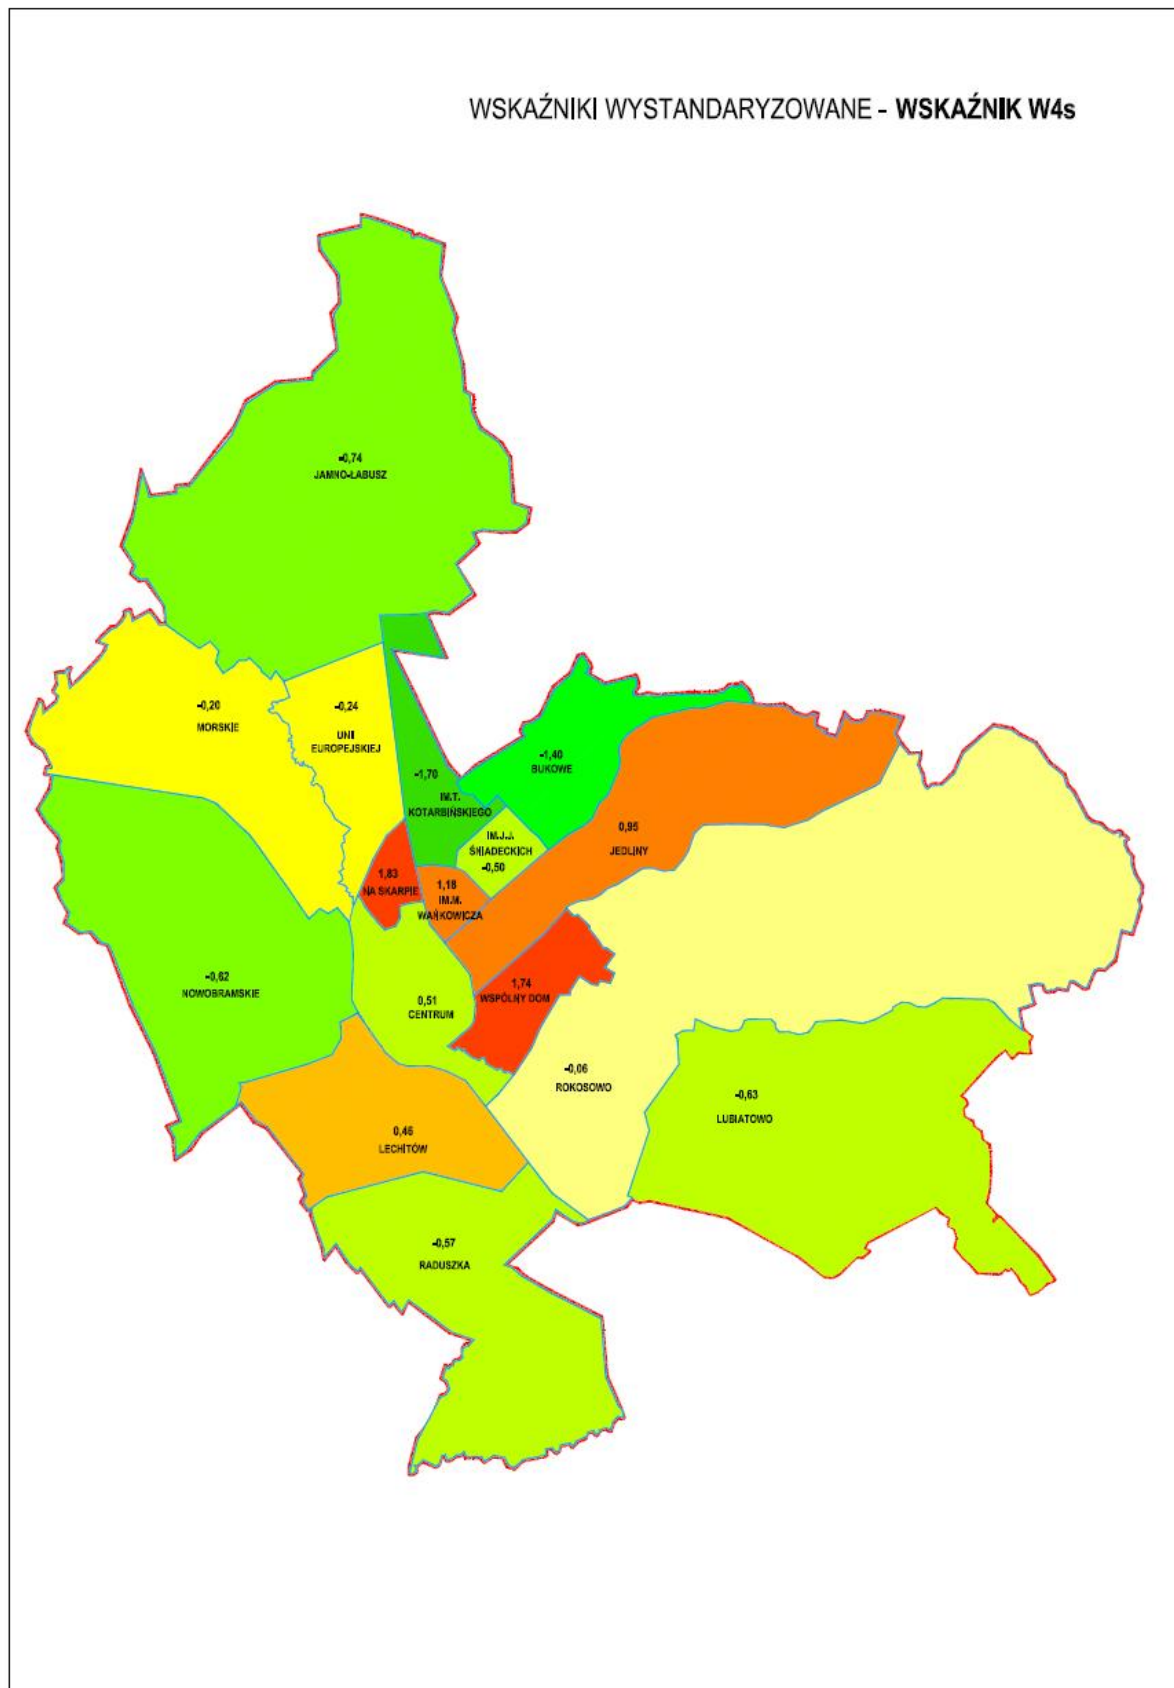 WSKAŹNIKI WYSTANDARYZOWANE - WSKAŹNIK W4s
-0,74
JAMNO-ŁABUSZ
-0,20
MORSKIE
-0,24
UNII
EUROPEJSKIEJ
-1,70
IM.T.
KOTARBIŃSKIEGO
-1,40
BUKOWE
IM.J.J.
ŚNIADECKICH
-0,50
0,95
JEDLINY
1,83
NA SKARPIE
1,18
IM.M.
WAŃKOWICZA
-0,62
NOWOBRAMSKIE
0,51
CENTRUM
1,74
WSPÓLNY DOM
-0,06
ROKOSOWO
-0,63
LUBIATOWO
0,46
LECHITÓW
-0,57
RADUSZKA